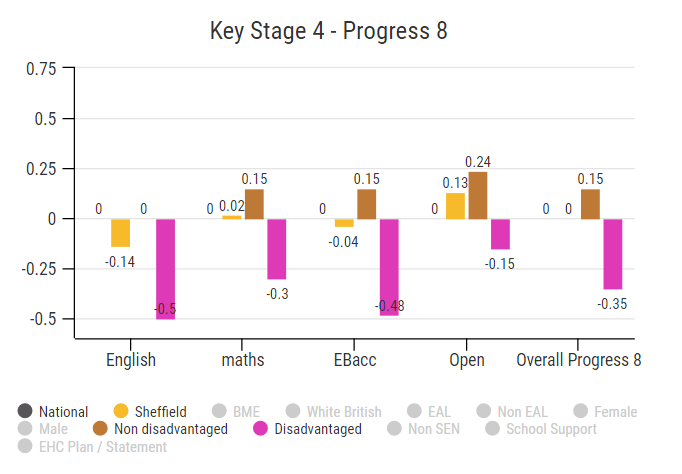 Key Stage 4 - Progress 8
0.75
0.5
0.25
0
-0.25
-0.5
0 -0.14 0 -0.5
0 0.02 0.15 -0.3
0 -0.04 0.15 -0.48
0 0.13 0.24 -0.15
0 0 0.15 -0.35
English maths EBacc Open Overall Progress 8
National Sheffield BME White British EAL Non EAL Female
Male Non disadvantaged Disadvantaged Non SEN School Support
EHC Plan / Statement